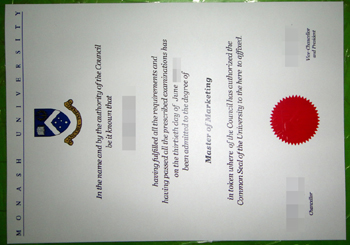 MONASH UNIVERSITY
In the name and by the authority of the Council
be it known that
having fulfilled all the requirements and
having passed all the prescribed examinations has
on the thirtieth day of June
been admitted to the degree of
Master of Marketing
in token where of the Council has authorized the
Common Seal of the University to the here to affixed.
Vice-Chancellor
and President
Chancellor